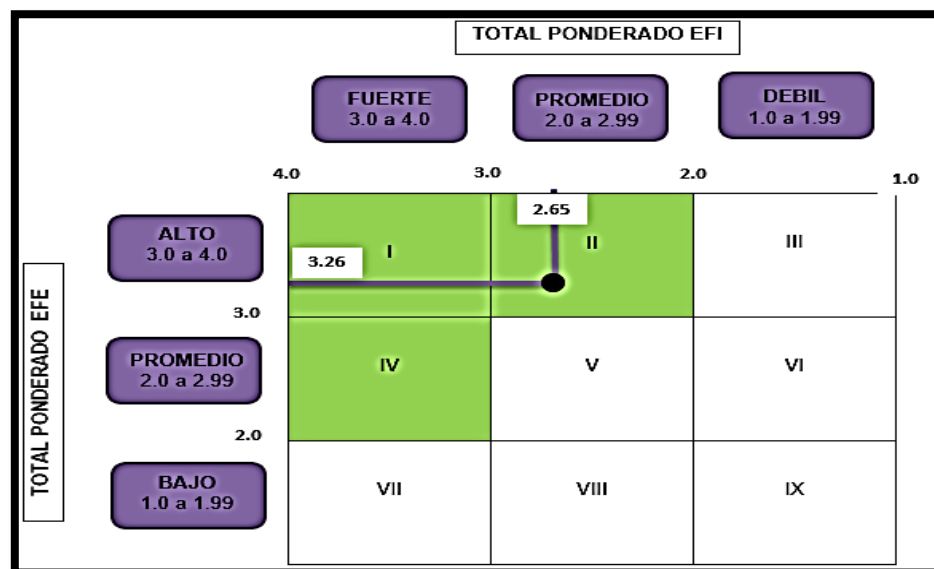 TOTAL PONDERADO EFI
FUERTE
3.0 a 4.0
PROMEDIO
2.0 a 2.99
DEBIL
1.0 a 1.99
4.0
3.0
2.0
1.0
TOTAL PONDERADO EFE
ALTO
3.0 a 4.0
3.26
2.65
I
II
III
3.0
PROMEDIO
2.0 a 2.99
IV
V
VI
2.0
BAJO
1.0 a 1.99
VII
VIII
IX